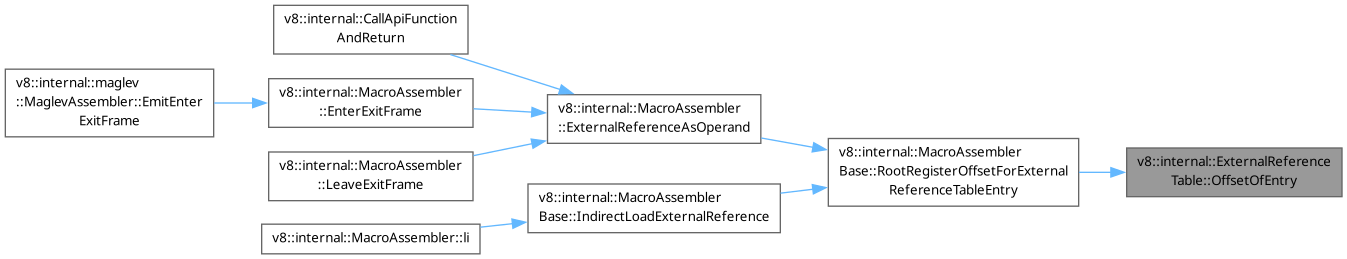 v8::internal::CallApiFunction
AndReturn
v8::internal::maglev
::MaglevAssembler::EmitEnter
ExitFrame
v8::internal::MacroAssembler
::EnterExitFrame
v8::internal::MacroAssembler
::LeaveExitFrame
v8::internal::MacroAssembler::li
v8::internal::MacroAssembler
::ExternalReferenceAsOperand
v8::internal::MacroAssembler
Base::IndirectLoadExternalReference
v8::internal::MacroAssembler
Base::RootRegisterOffsetForExternal
ReferenceTableEntry
v8::internal::ExternalReference
Table::OffsetOfEntry